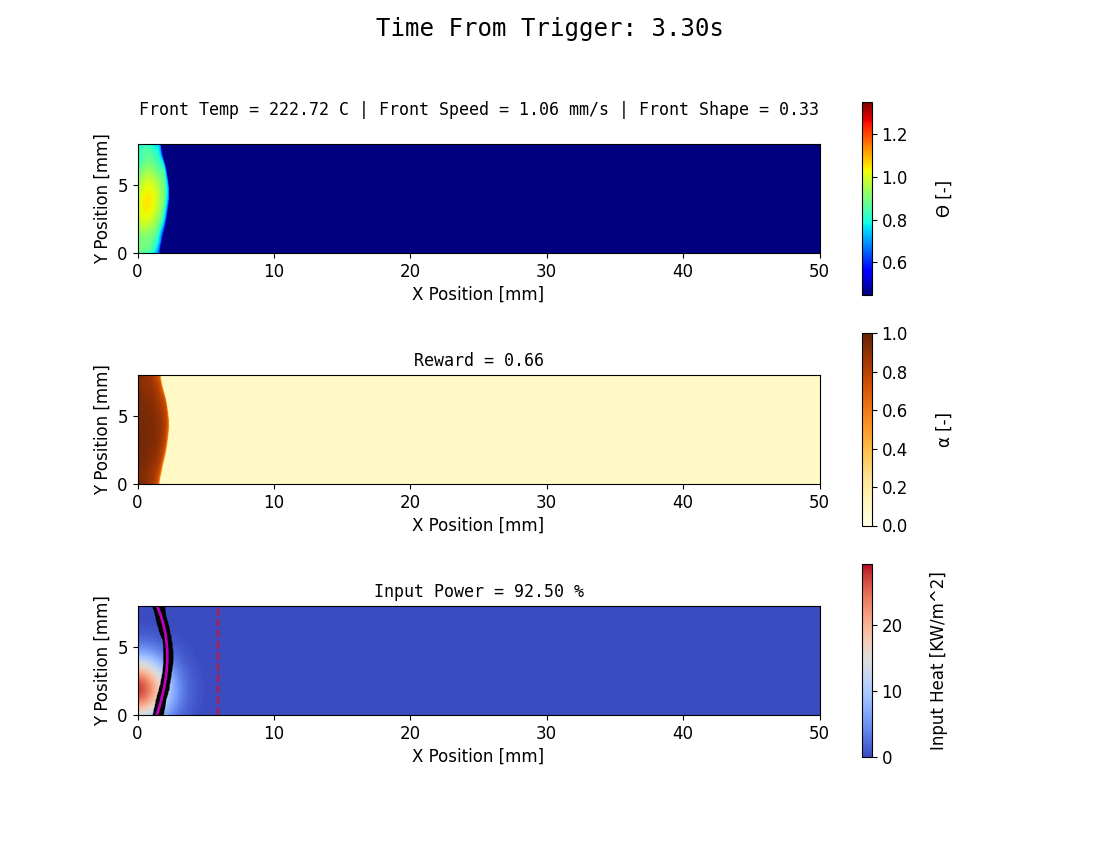 Time From Trigger: 3.30s
Front Temp = 222.72 C | Front Speed = 1.06 mm/s | Front Shape = 0.33
Y Position [mm]
5
0
0 10 20 30 40 50
X Position [mm]
1.2
1.0
0.8
0.6
Θ [-]
Reward = 0.66
Y Position [mm]
5
0
0 10 20 30 40 50
X Position [mm]
1.0
0.8
0.6
0.4
0.2
0.0
α [-]
Input Power = 92.50 %
Y Position [mm]
5
0
0 10 20 30 40 50
X Position [mm]
20
10
0
Input Heat [KW/m^2]